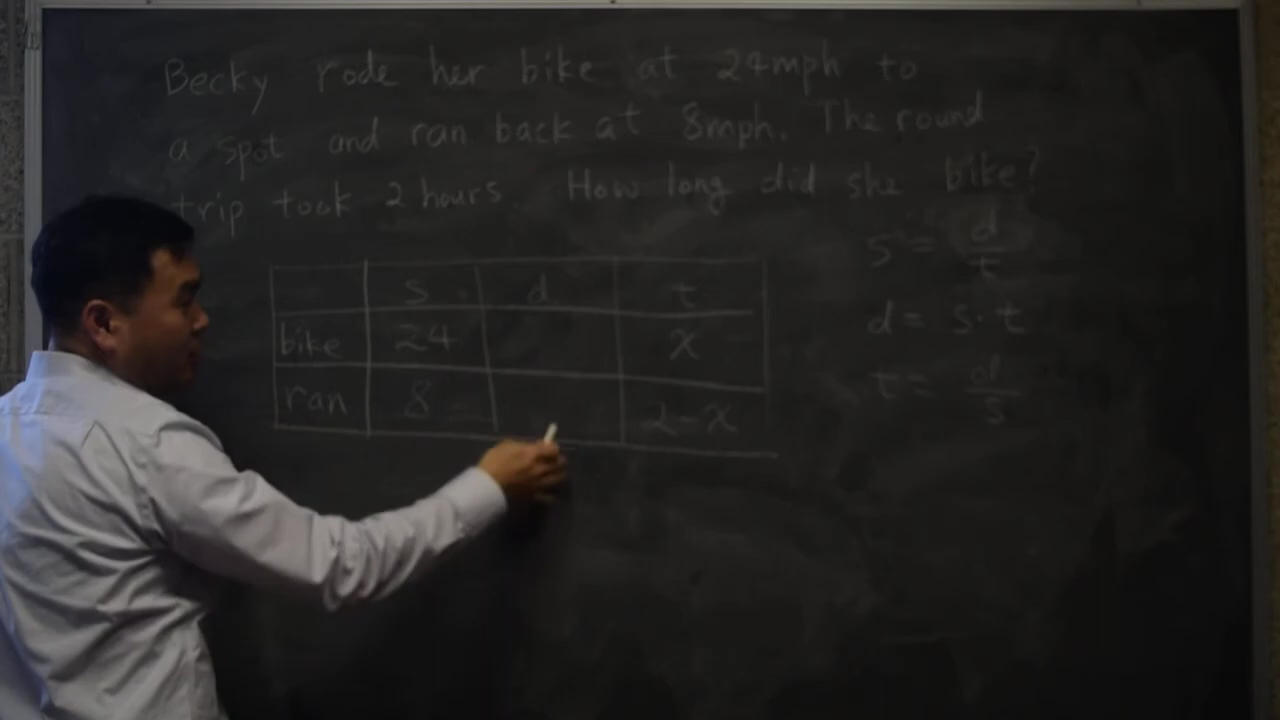 Becky rode her bike at 24mph to
a spot and ran back at 8mph. The round
trip took 2 hours. How long did she bike?
s = d/t
d = s · t
t = d/s
s d t
bike 24 x
ran 8 2-x